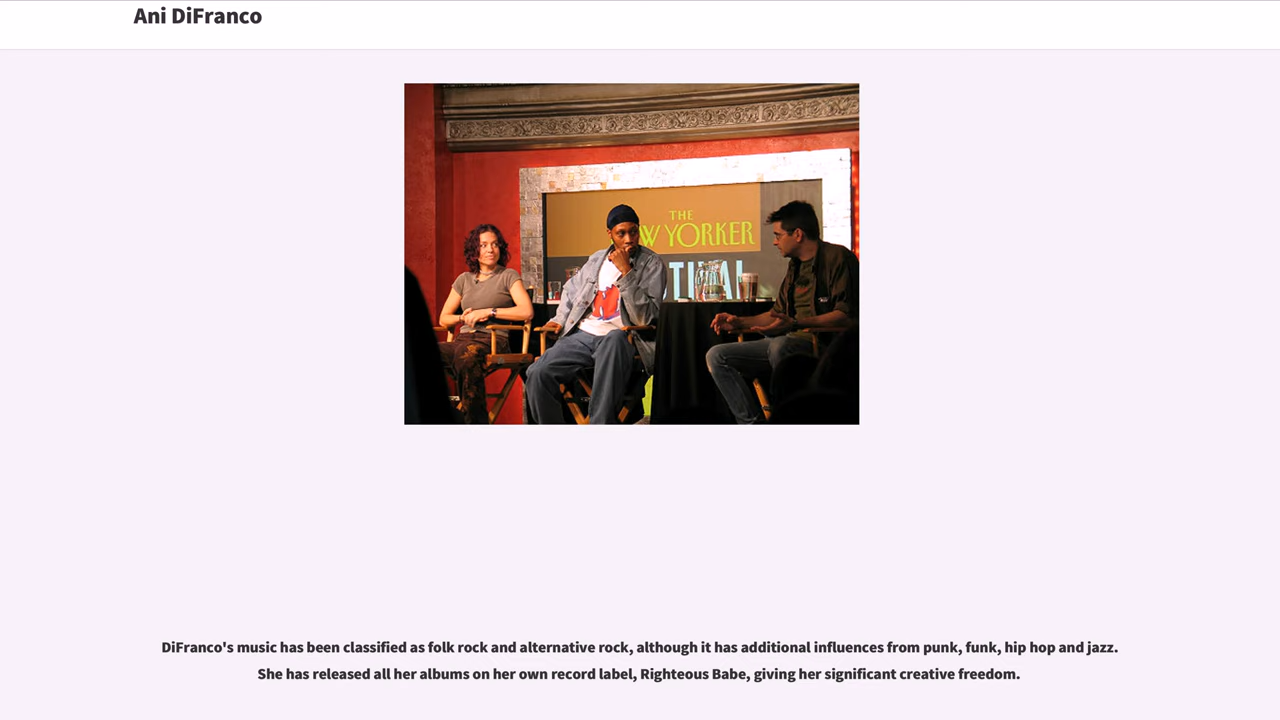 Ani DiFranco
THE
W YORKER
TIVAL
DiFranco's music has been classified as folk rock and alternative rock, although it has additional influences from punk, funk, hip hop and jazz.
She has released all her albums on her own record label, Righteous Babe, giving her significant creative freedom.